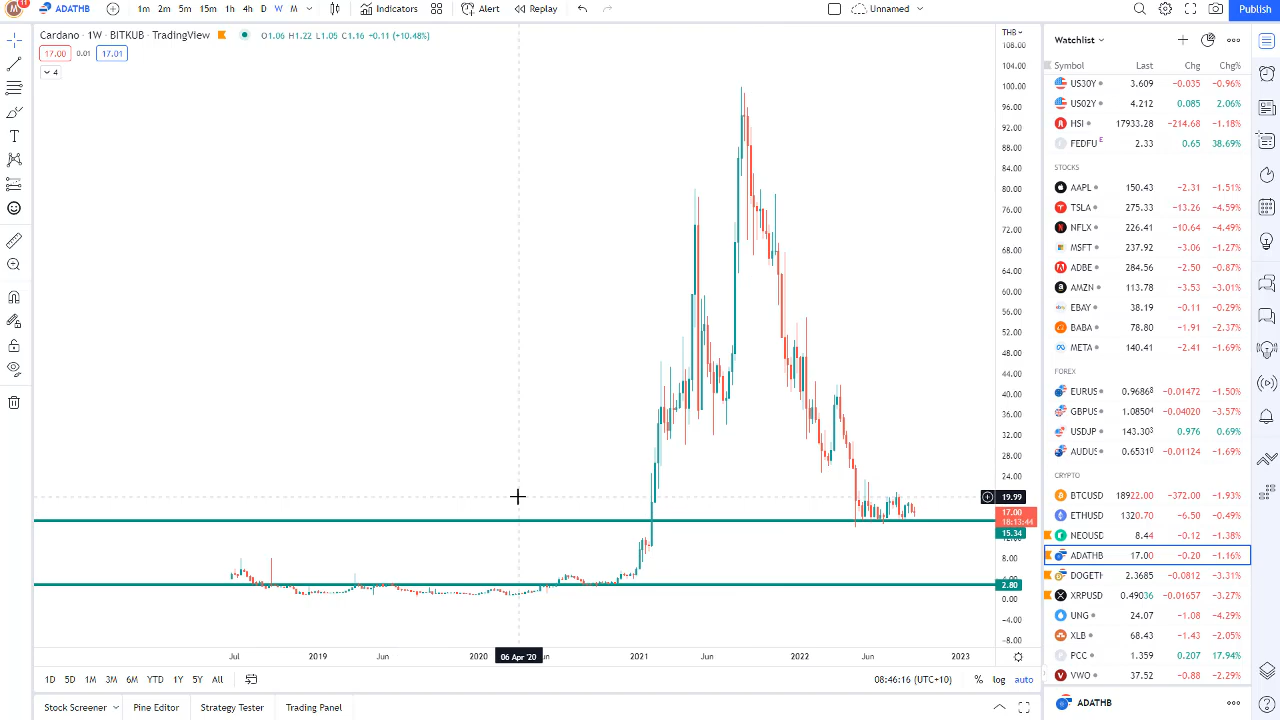 M 11 ADATHB 1m 2m 5m 15m 1h 4h D W M Indicators Alert Replay Unnamed Publish
Cardano · 1W · BITKUB · TradingView O1.06 H1.22 L1.05 C1.16 -0.11 (+10.48%)
17.00 0.01 17.01
4
THB
108.00
104.00
100.00
96.00
92.00
88.00
84.00
80.00
76.00
72.00
68.00
64.00
60.00
56.00
52.00
48.00
44.00
40.00
36.00
32.00
28.00
24.00
19.99
17.00
18:13:44
15.34
8.00
2.80
0.00
-4.00
-8.00
Jul 2019 Jun 2020 06 Apr '20 2021 Jun 2022 Jun 2023
1D 5D 1M 3M 6M YTD 1Y 5Y All 08:46:16 (UTC+10) % log auto
Stock Screener Pine Editor Strategy Tester Trading Panel
Watchlist
Symbol Last Chg Chg%
US30Y 3.609 -0.035 -0.96%
US02Y 4.212 0.085 2.06%
HSI 17933.28 -214.68 -1.18%
FEDFU E 2.33 0.65 38.69%
STOCKS
AAPL 150.43 -2.31 -1.51%
TSLA 275.33 -13.26 -4.59%
NFLX 226.41 -10.64 -4.49%
MSFT 237.92 -3.06 -1.27%
ADBE 284.56 -2.50 -0.87%
AMZN 113.78 -3.53 -3.01%
EBAY 38.19 -0.11 -0.29%
BABA 78.80 -1.91 -2.37%
META 140.41 -2.41 -1.69%
FOREX
EURUS 0.96868 -0.01472 -1.50%
GBPUS 1.08504 -0.04020 -3.57%
USDJP 143.303 0.976 0.69%
AUDUS 0.65310 -0.01124 -1.69%
CRYPTO
BTCUSD 18922.00 -372.00 -1.93%
ETHUSD 1320.70 -6.50 -0.49%
NEOUSD 8.44 -0.12 -1.38%
ADATHB 17.00 -0.20 -1.16%
DOGETH 2.3685 -0.0812 -3.31%
XRPUSD 0.49036 -0.01657 -3.27%
UNG 24.07 -1.08 -4.29%
XLB 68.43 -1.43 -2.05%
PCC 1.359 0.207 17.94%
VWO 37.52 -0.88 -2.29%
ADATHB